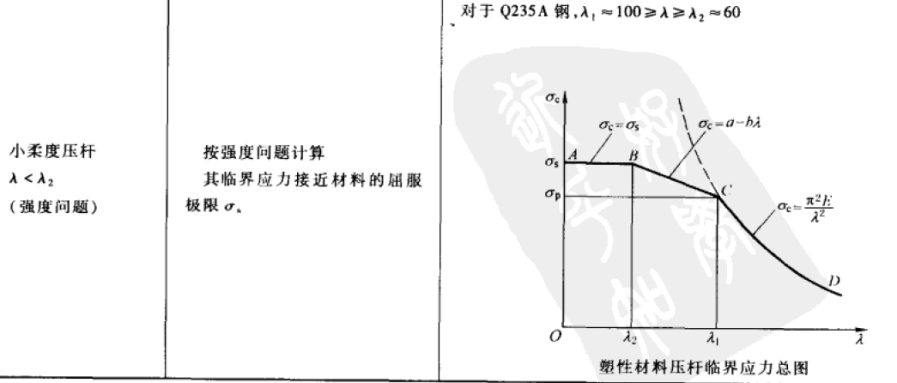 对于 Q235A 钢,λ₁≈100≥λ≥λ₂≈60
小柔度压杆
λ<λ₂
(强度问题)
按强度问题计算
其临界应力接近材料的屈服
极限 σₛ
σc
σc=σs
σc=a-bλ
σs
A
B
σp
C
σc=π²E/λ²
D
O
λ₂
λ₁
λ
塑性材料压杆临界应力总图